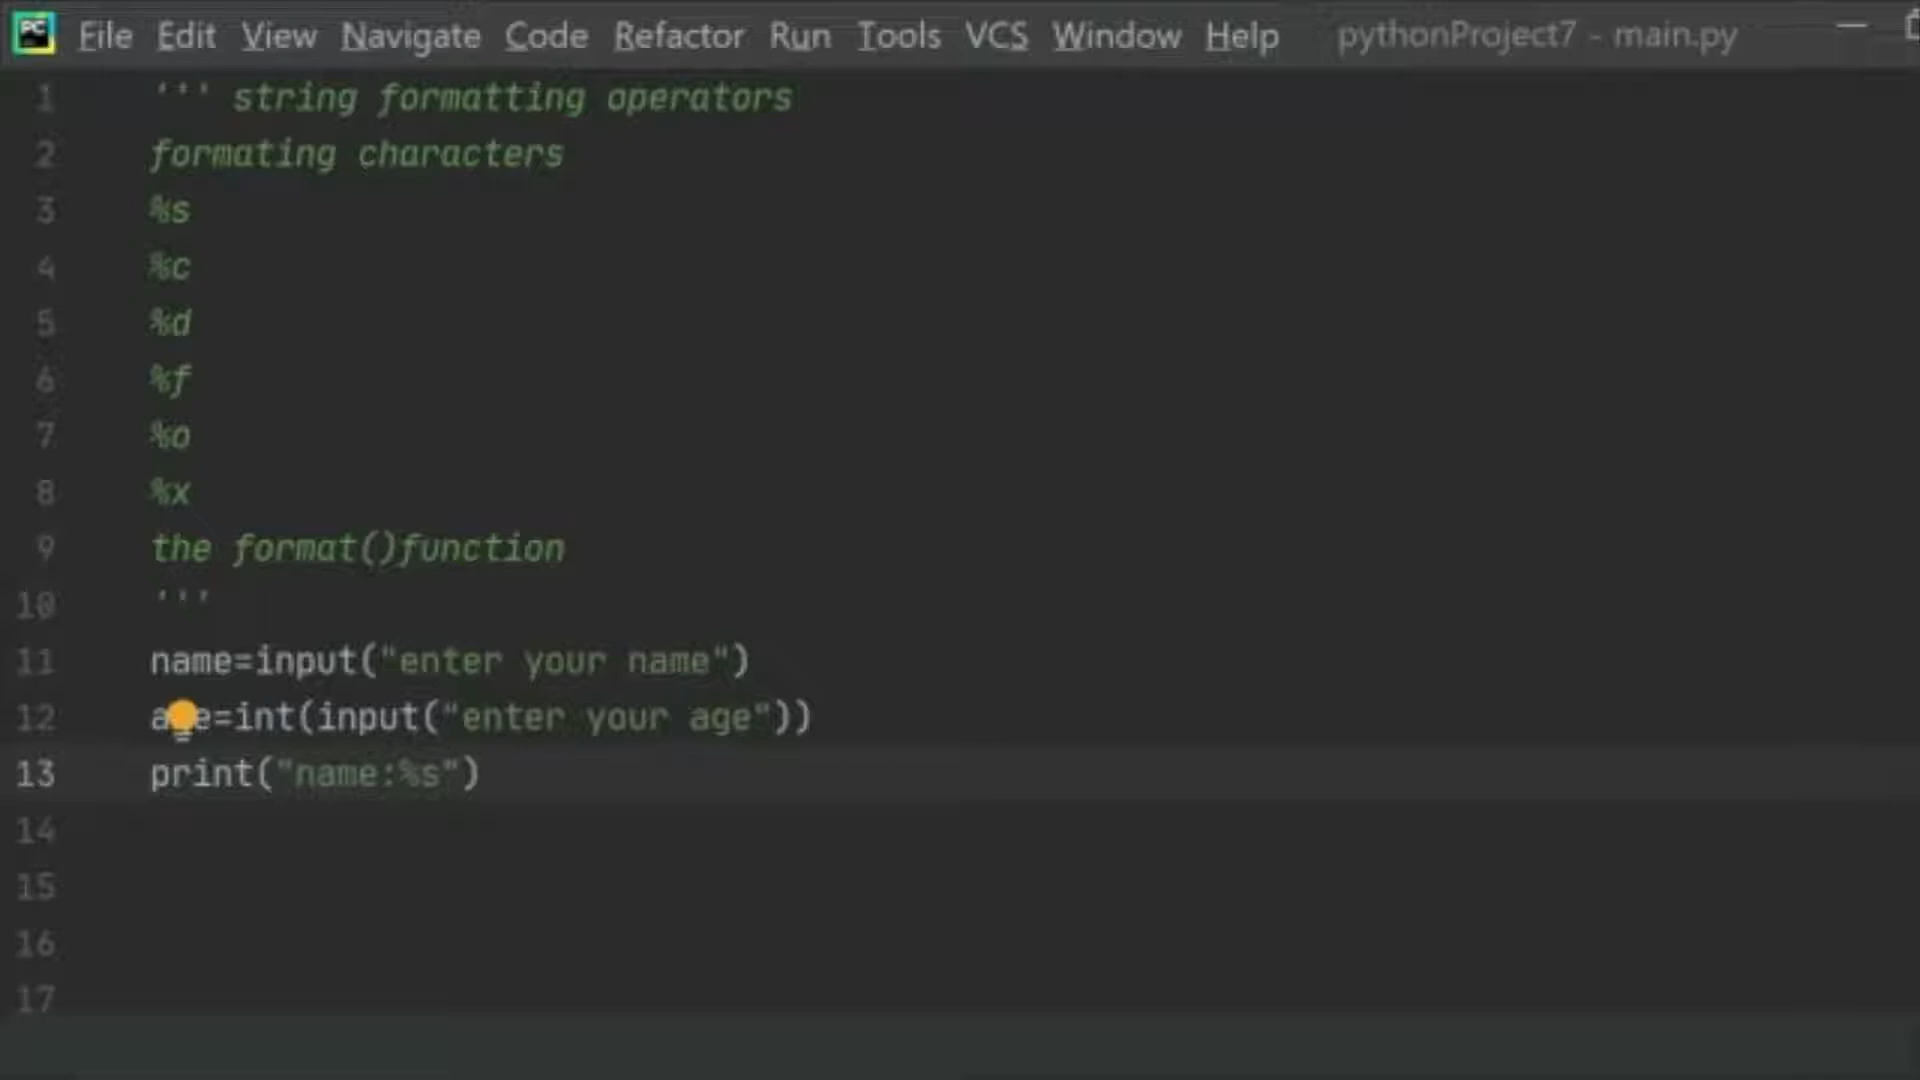 PC File Edit View Navigate Code Refactor Run Tools VCS Window Help pythonProject7 - main.py
1 ''' string formatting operators
2 formating characters
3 %s
4 %c
5 %d
6 %f
7 %o
8 %x
9 the format()function
10 '''
11 name=input("enter your name")
12 age=int(input("enter your age"))
13 print("name:%s")
14
15
16
17